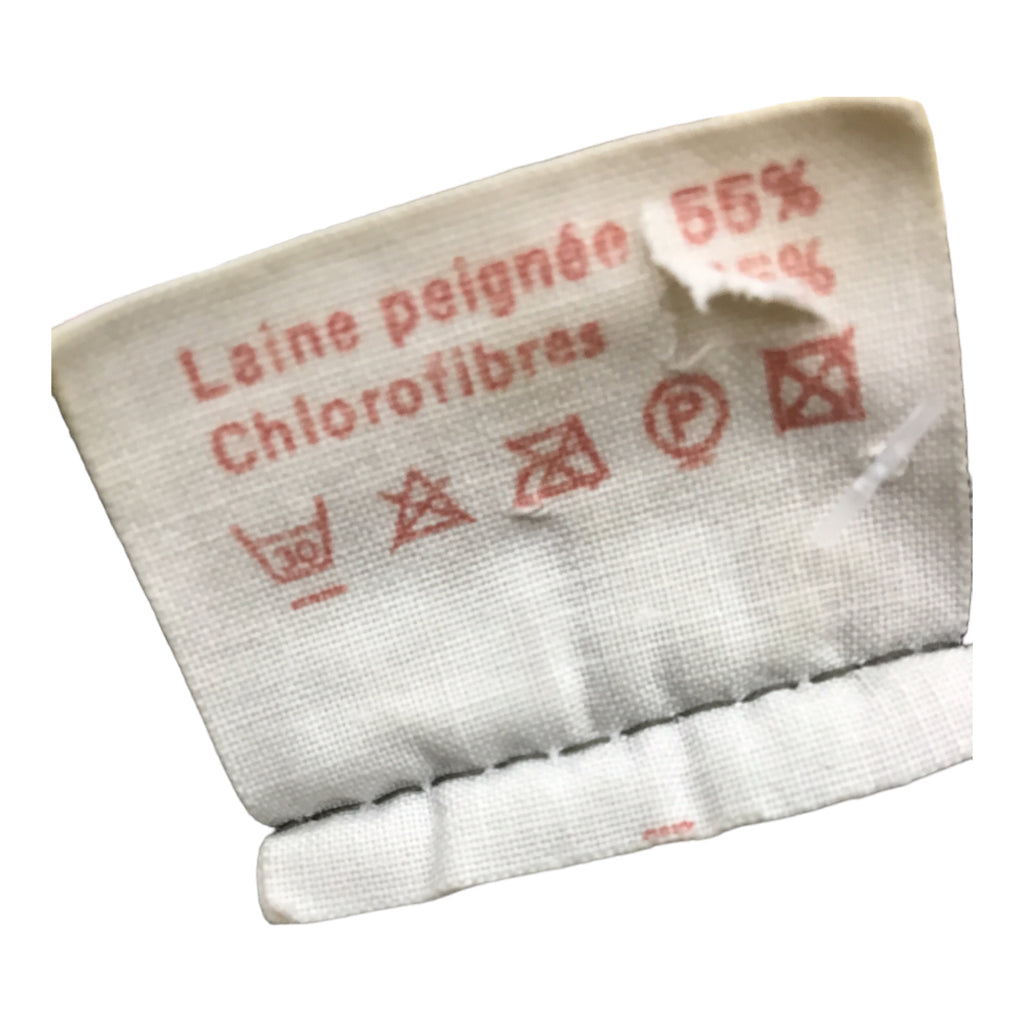 Laine peignée 55%
Chlorofibres
30 P